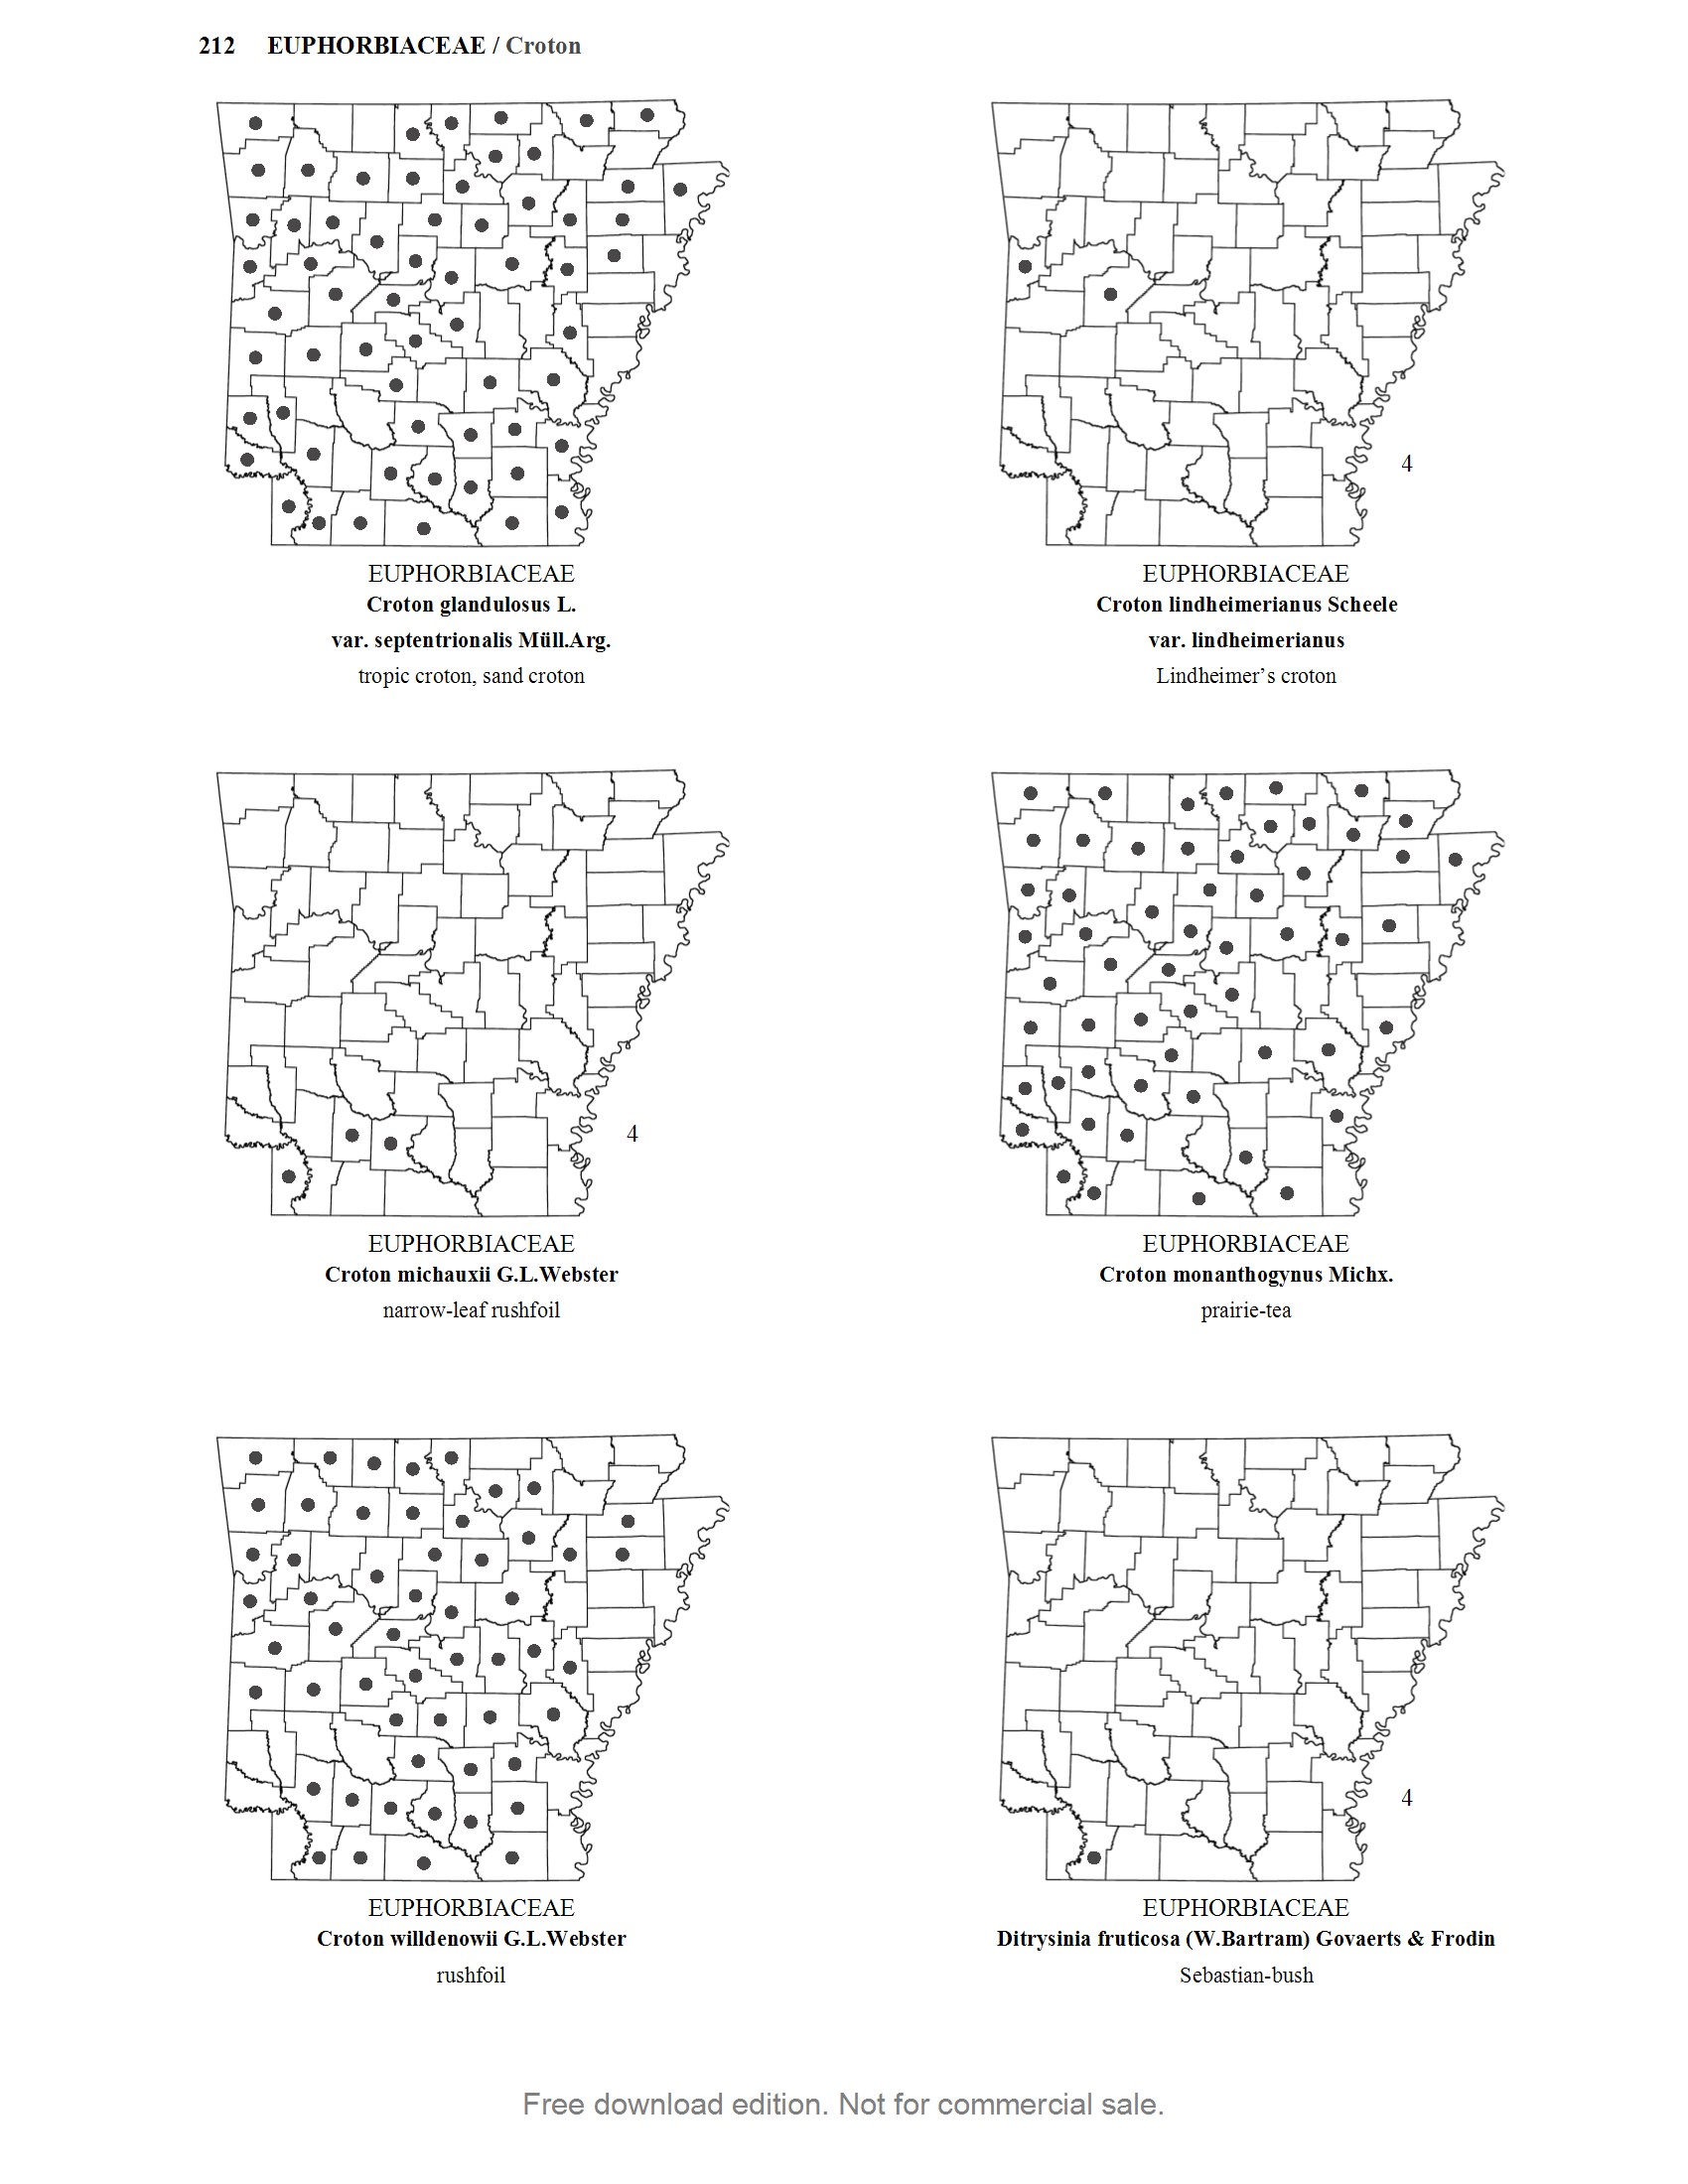 212 EUPHORBIACEAE / Croton
EUPHORBIACEAE
Croton glandulosus L.
var. septentrionalis Müll.Arg.
tropic croton, sand croton
4
EUPHORBIACEAE
Croton lindheimerianus Scheele
var. lindheimerianus
Lindheimer’s croton
4
EUPHORBIACEAE
Croton michauxii G.L.Webster
narrow-leaf rushfoil
EUPHORBIACEAE
Croton monanthogynus Michx.
prairie-tea
EUPHORBIACEAE
Croton willdenowii G.L.Webster
rushfoil
4
EUPHORBIACEAE
Ditrysinia fruticosa (W.Bartram) Govaerts & Frodin
Sebastian-bush
Free download edition. Not for commercial sale.